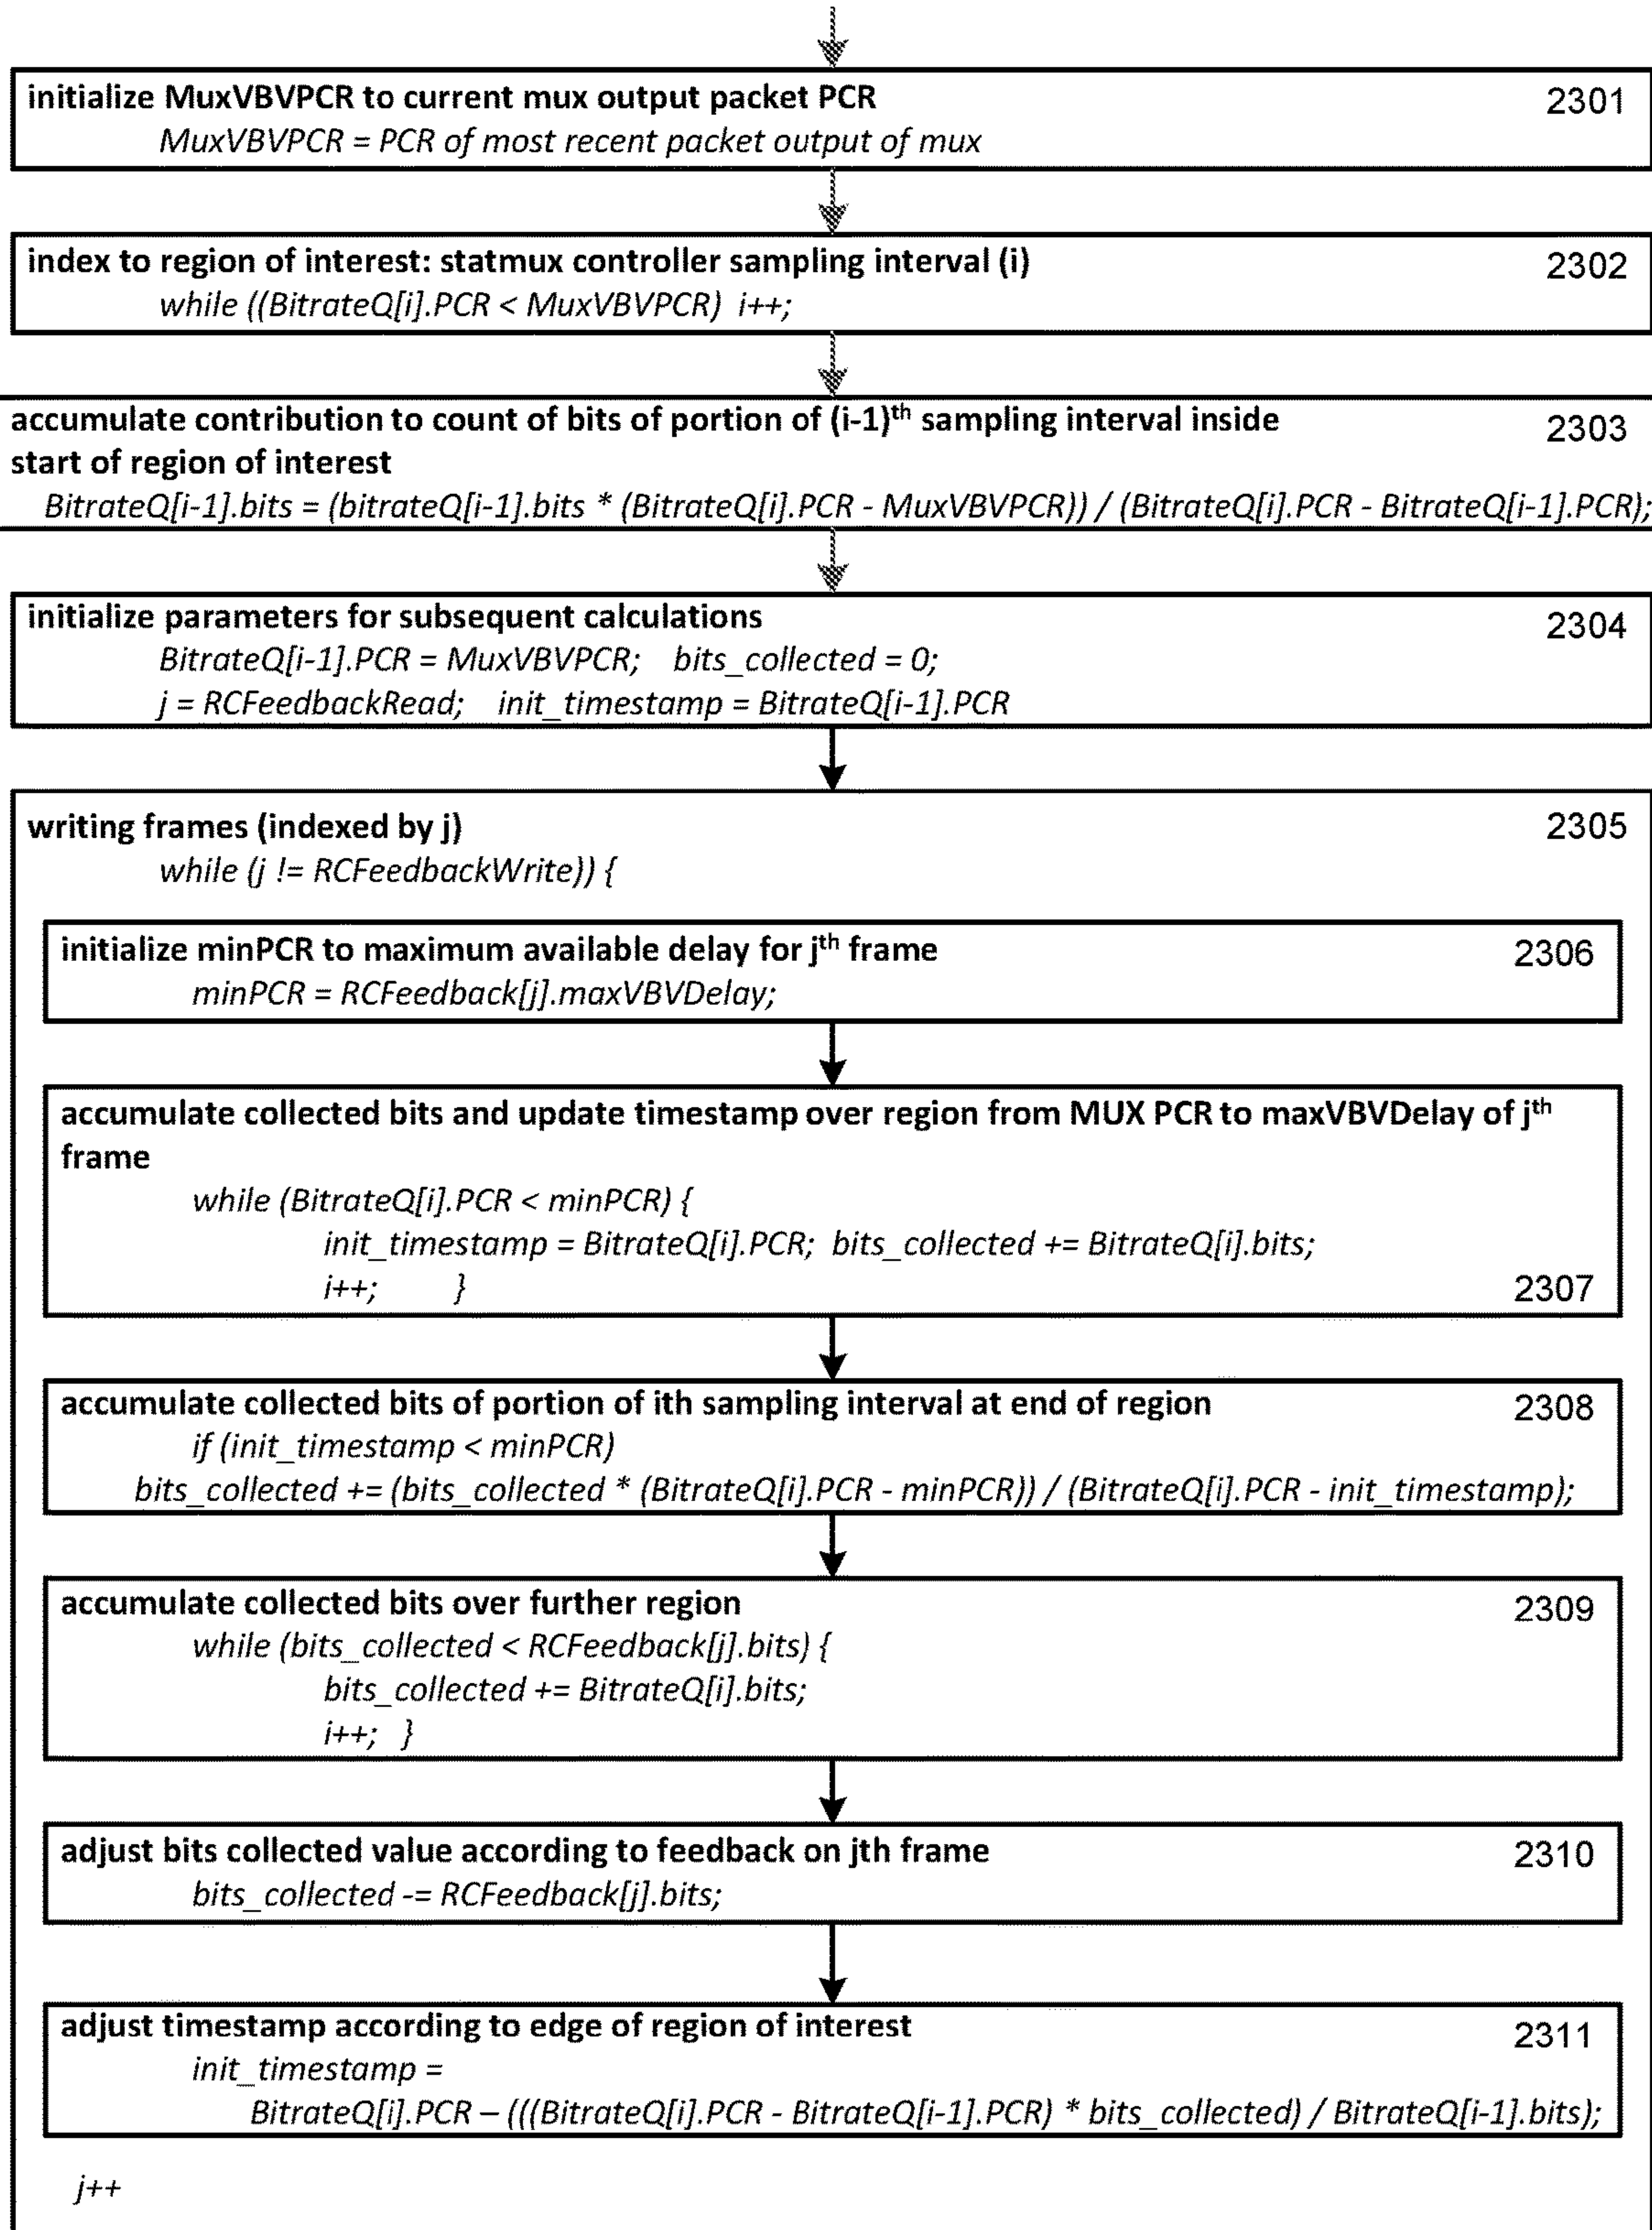 initialize MuxVBVPCR to current mux output packet PCR 2301
MuxVBVPCR = PCR of most recent packet output of mux
index to region of interest: statmux controller sampling interval (i) 2302
while ((BitrateQ[i].PCR < MuxVBVPCR) i++;
accumulate contribution to count of bits of portion of (i-1)th sampling interval inside 2303
start of region of interest
BitrateQ[i-1].bits = (bitrateQ[i-1].bits * (BitrateQ[i].PCR - MuxVBVPCR)) / (BitrateQ[i].PCR - BitrateQ[i-1].PCR);
initialize parameters for subsequent calculations 2304
BitrateQ[i-1].PCR = MuxVBVPCR; bits_collected = 0;
j = RCFeedbackRead; init_timestamp = BitrateQ[i-1].PCR
writing frames (indexed by j) 2305
while (j != RCFeedbackWrite)) {
initialize minPCR to maximum available delay for jth frame 2306
minPCR = RCFeedback[j].maxVBVDelay;
accumulate collected bits and update timestamp over region from MUX PCR to maxVBVDelay of jth
frame
while (BitrateQ[i].PCR < minPCR) {
init_timestamp = BitrateQ[i].PCR; bits_collected += BitrateQ[i].bits;
i++; } 2307
accumulate collected bits of portion of ith sampling interval at end of region 2308
if (init_timestamp < minPCR)
bits_collected += (bits_collected * (BitrateQ[i].PCR - minPCR)) / (BitrateQ[i].PCR - init_timestamp);
accumulate collected bits over further region 2309
while (bits_collected < RCFeedback[j].bits) {
bits_collected += BitrateQ[i].bits;
i++; }
adjust bits collected value according to feedback on jth frame 2310
bits_collected -= RCFeedback[j].bits;
adjust timestamp according to edge of region of interest 2311
init_timestamp =
BitrateQ[i].PCR – (((BitrateQ[i].PCR - BitrateQ[i-1].PCR) * bits_collected) / BitrateQ[i-1].bits);
j++